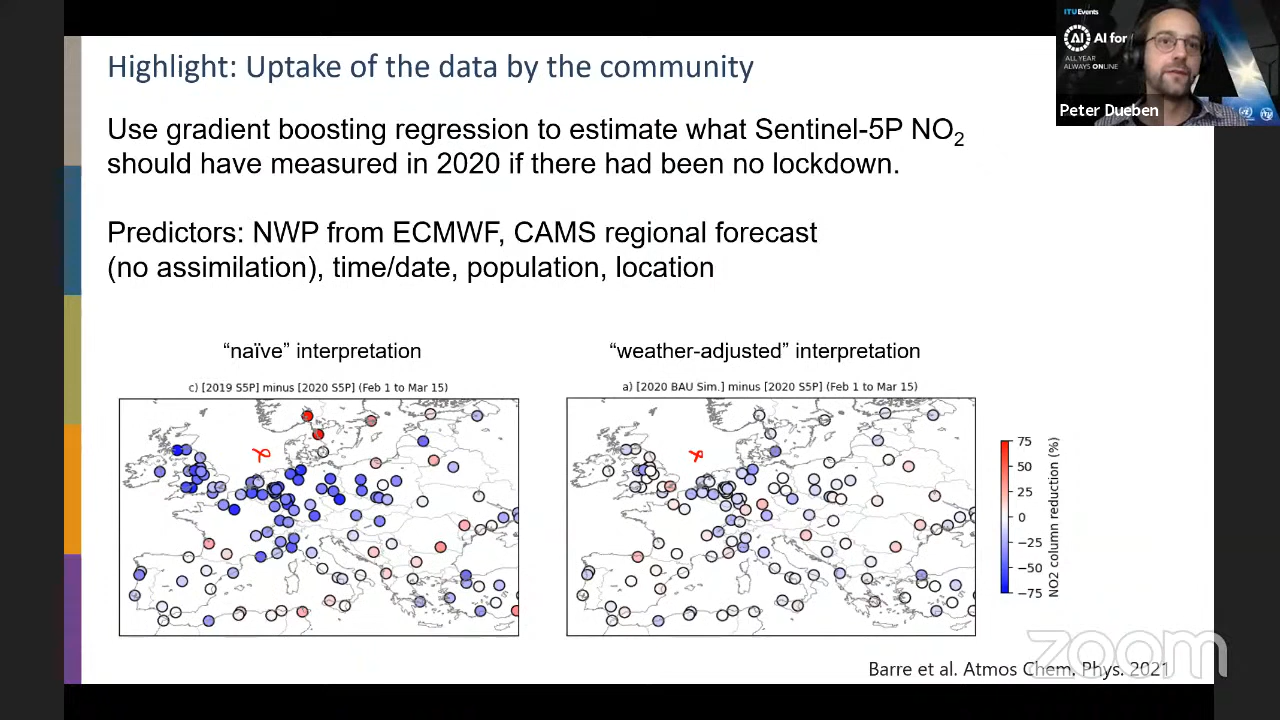 Highlight: Uptake of the data by the community
ITUEvents
AI for
ALL YEAR
ALWAYS ONLINE
Peter Dueben
Use gradient boosting regression to estimate what Sentinel-5P NO2
should have measured in 2020 if there had been no lockdown.
Predictors: NWP from ECMWF, CAMS regional forecast
(no assimilation), time/date, population, location
“naïve” interpretation
“weather-adjusted” interpretation
c) [2019 S5P] minus [2020 S5P] (Feb 1 to Mar 15)
a) [2020 BAU Sim.] minus [2020 S5P] (Feb 1 to Mar 15)
75
50
25
0
−25
−50
−75
NO2 column reduction (%)
Barre et al. Atmos Chem. Phys. 2021
zoom